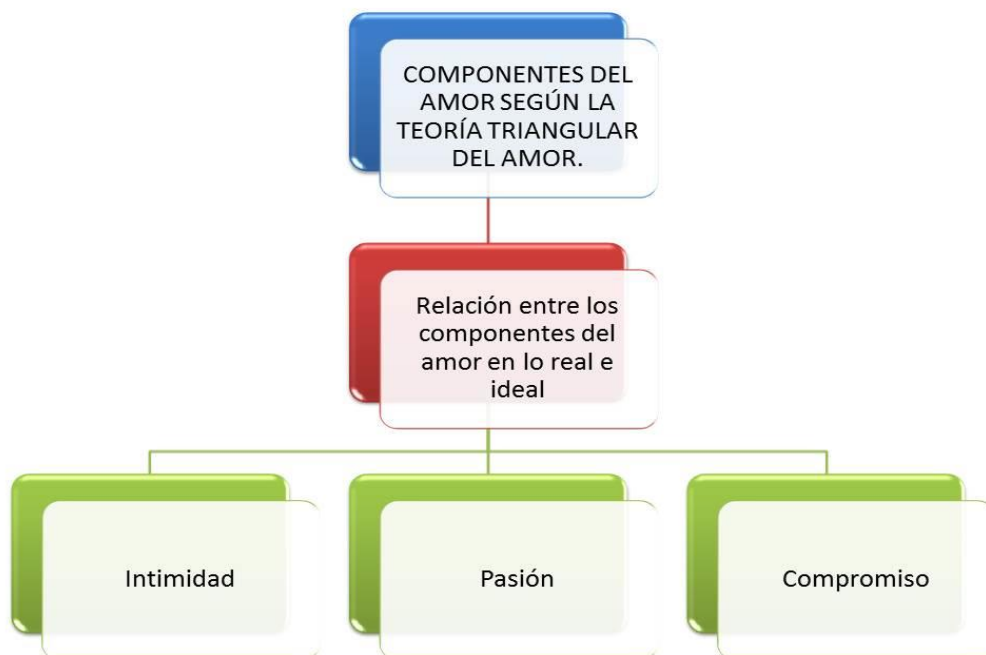 COMPONENTES DEL
AMOR SEGÚN LA
TEORÍA TRIANGULAR
DEL AMOR.
Relación entre los
componentes del
amor en lo real e
ideal
Intimidad
Pasión
Compromiso